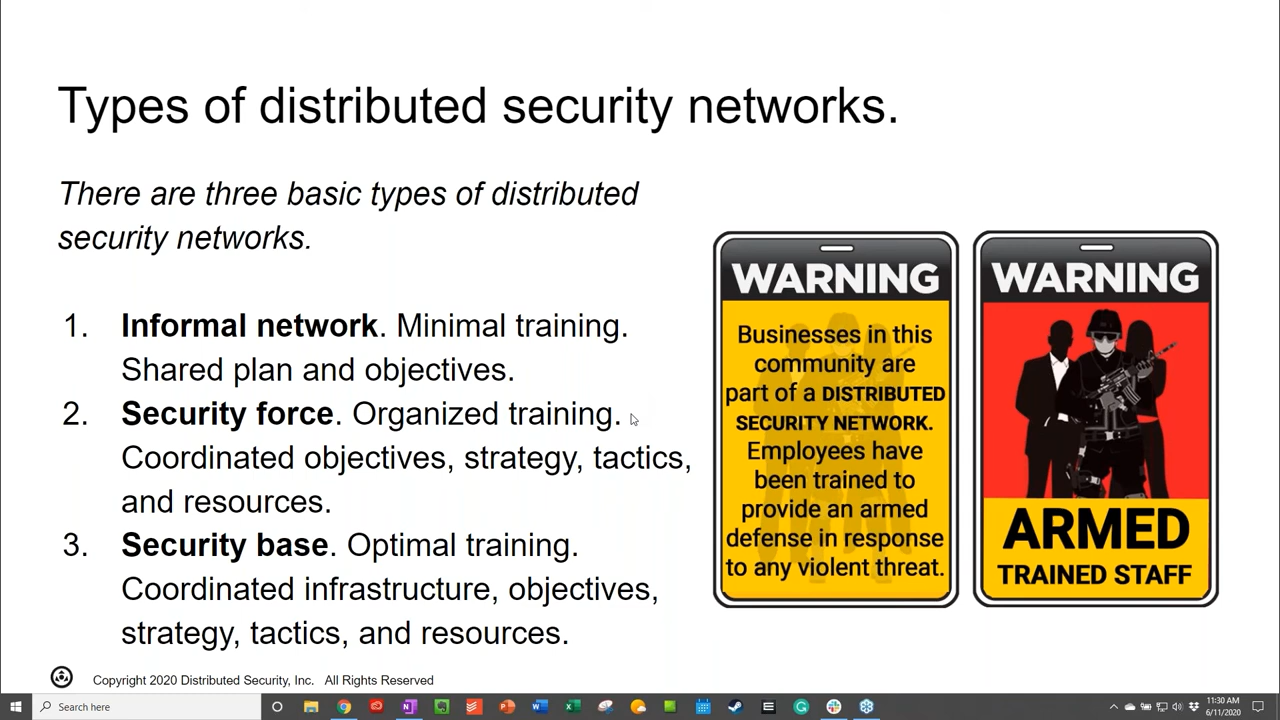 Types of distributed security networks.
There are three basic types of distributed
security networks.
1. Informal network. Minimal training.
Shared plan and objectives.
2. Security force. Organized training.
Coordinated objectives, strategy, tactics,
and resources.
3. Security base. Optimal training.
Coordinated infrastructure, objectives,
strategy, tactics, and resources.
WARNING
Businesses in this
community are
part of a DISTRIBUTED
SECURITY NETWORK.
Employees have
been trained to
provide an armed
defense in response
to any violent threat.
WARNING
ARMED
TRAINED STAFF
Copyright 2020 Distributed Security, Inc. All Rights Reserved
Search here
11:30 AM
6/11/2020